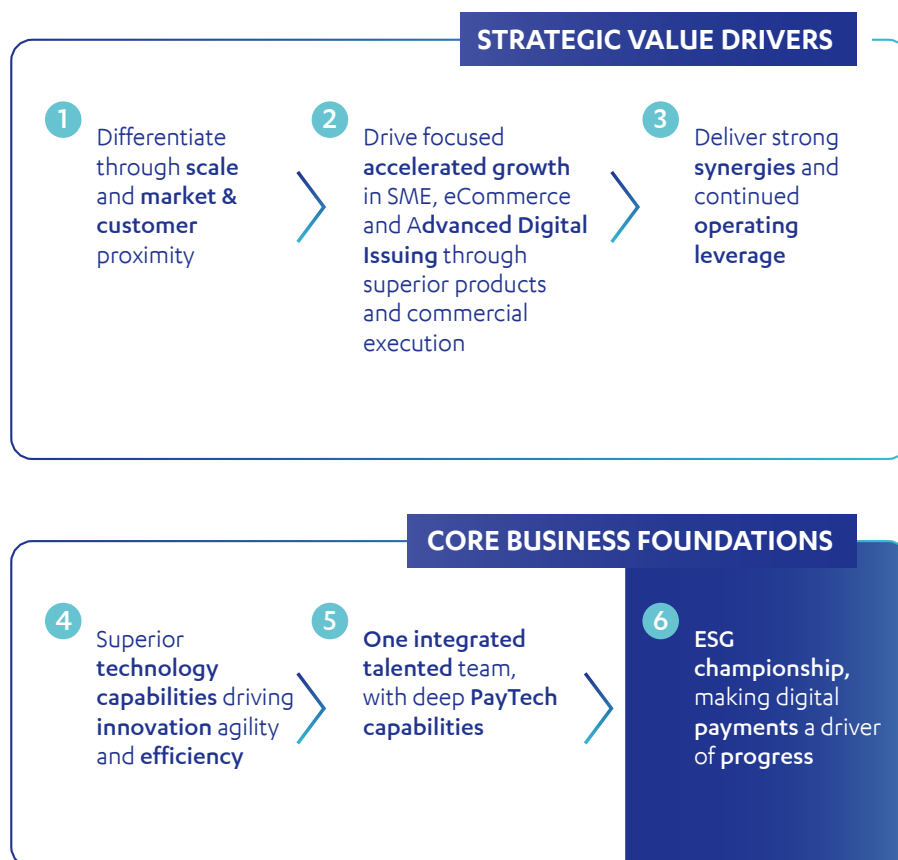 STRATEGIC VALUE DRIVERS
1
Differentiate
through scale
and market &
customer
proximity
2
Drive focused
accelerated growth
in SME, eCommerce
and Advanced Digital
Issuing through
superior products
and commercial
execution
3
Deliver strong
synergies and
continued
operating
leverage
CORE BUSINESS FOUNDATIONS
4
Superior
technology
capabilities driving
innovation agility
and efficiency
5
One integrated
talented team,
with deep PayTech
capabilities
6
ESG
championship,
making digital
payments a driver
of progress